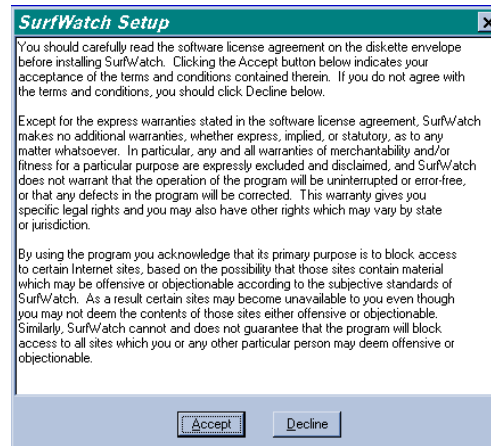 SurfWatch Setup
You should carefully read the software license agreement on the diskette envelope
before installing SurfWatch. Clicking the Accept button below indicates your
acceptance of the terms and conditions contained therein. If you do not agree with
the terms and conditions, you should click Decline below.
Except for the express warranties stated in the software license agreement, SurfWatch
makes no additional warranties, whether express, implied, or statutory, as to any
matter whatsoever. In particular, any and all warranties of merchantability and/or
fitness for a particular purpose are expressly excluded and disclaimed, and SurfWatch
does not warrant that the operation of the program will be uninterrupted or error-free,
or that any defects in the program will be corrected. This warranty gives you
specific legal rights and you may also have other rights which may vary by state
or jurisdiction.
By using the program you acknowledge that its primary purpose is to block access
to certain Internet sites, based on the possibility that those sites contain material
which may be offensive or objectionable according to the subjective standards of
SurfWatch. As a result certain sites may become unavailable to you even though
you may not deem the contents of those sites either offensive or objectionable.
Similarly, SurfWatch cannot and does not guarantee that the program will block
access to all sites which you or any other particular person may deem offensive or
objectionable.
Accept Decline